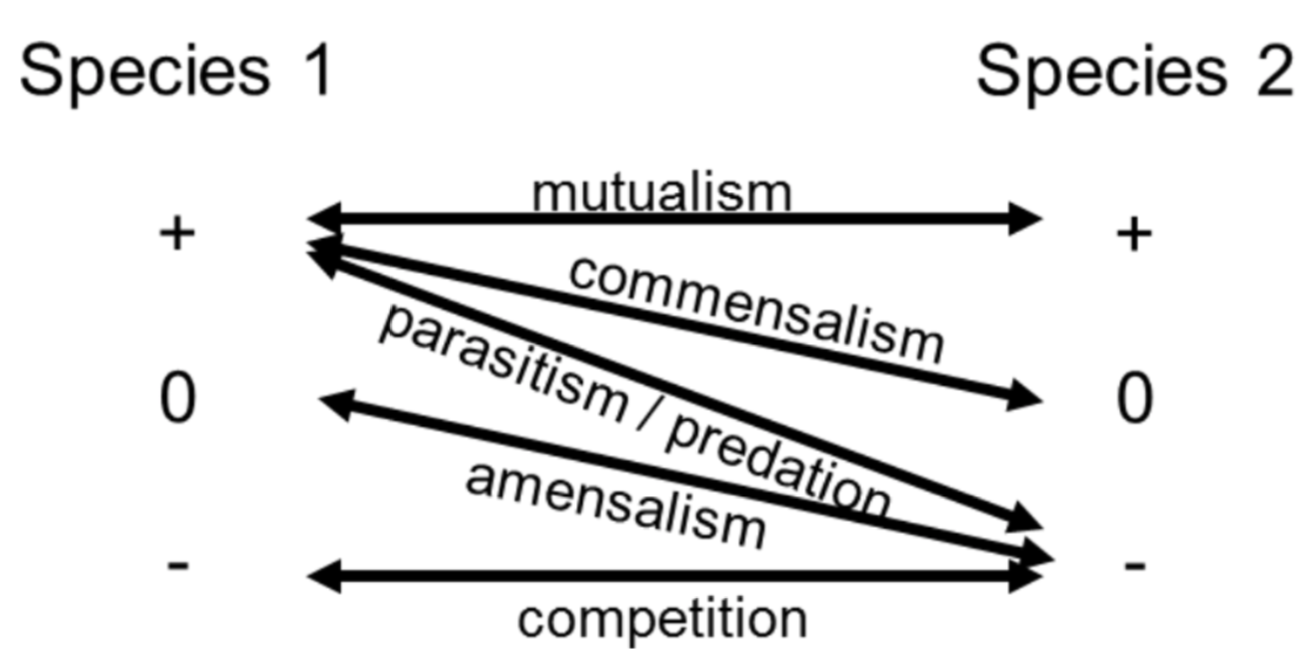 Species 1 Species 2
mutualism
+ +
commensalism
parasitism / predation
0 0
amensalism
- -
competition